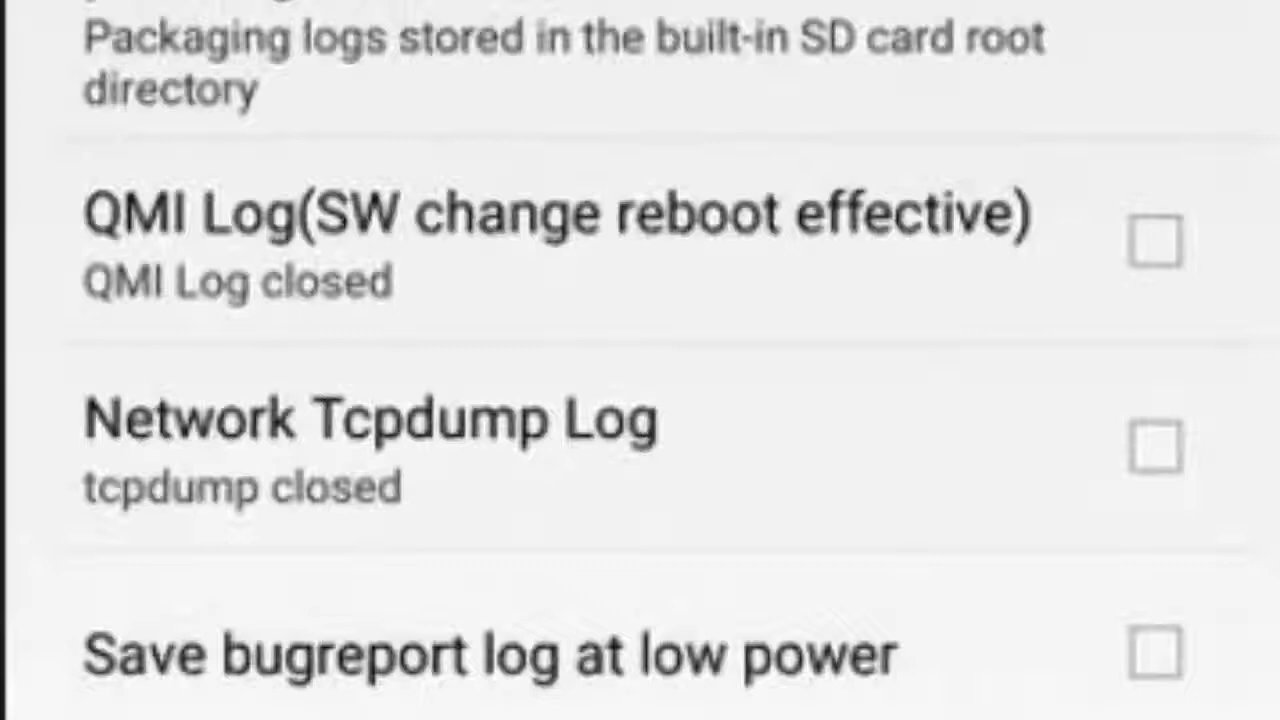 Packaging logs stored in the built-in SD card root
directory
QMI Log(SW change reboot effective)
QMI Log closed
Network Tcpdump Log
tcpdump closed
Save bugreport log at low power